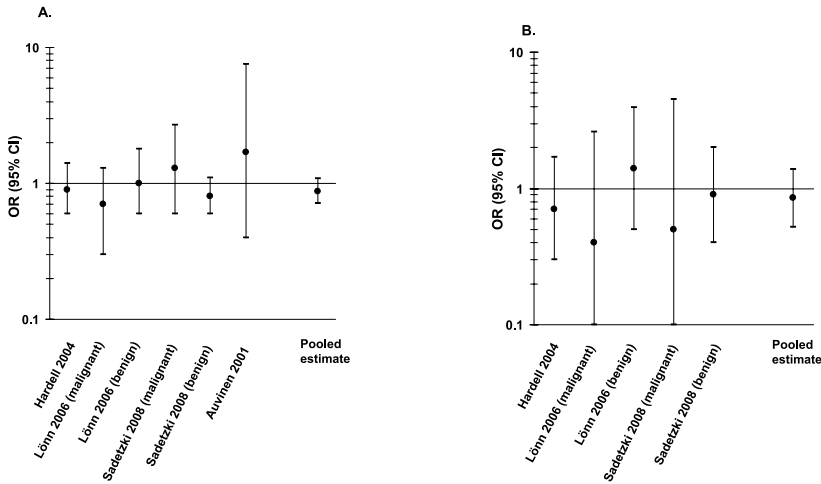 A.
10
1
0.1
OR (95% CI)
Hardell 2004
Lönn 2006 (malignant)
Lönn 2006 (benign)
Sadetzki 2008 (malignant)
Sadetzki 2008 (benign)
Auvinen 2001
Pooled
estimate
B.
10
1
0.1
OR (95% CI)
Hardell 2004
Lönn 2006 (malignant)
Lönn 2006 (benign)
Sadetzki 2008 (malignant)
Sadetzki 2008 (benign)
Pooled
estimate